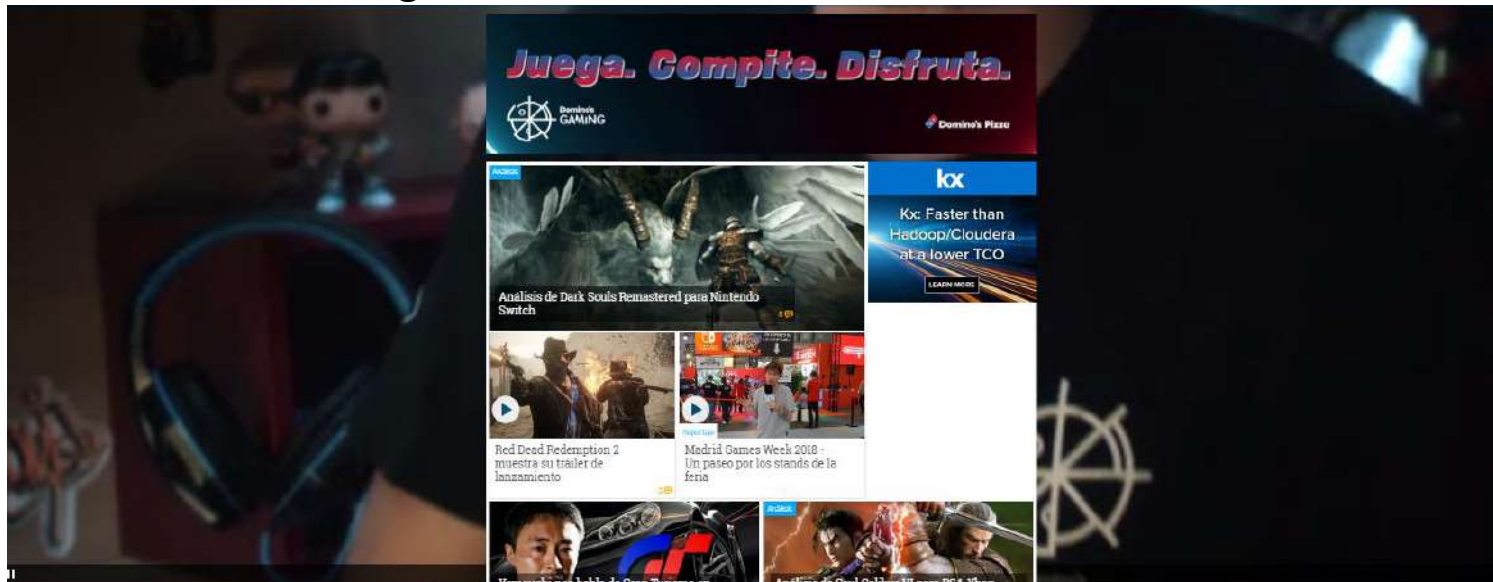 Juega. Compite. Disfruta.
Domino's
GAMING
Domino's Pizza
Análisis
kx
Kx: Faster than
Hadoop/Cloudera
at a lower TCO
LEARN MORE
Análisis de Dark Souls Remastered para Nintendo
Switch
Reportaje
Red Dead Redemption 2
muestra su tráiler de
lanzamiento
Madrid Games Week 2018 -
Un paseo por los stands de la
feria
Análisis